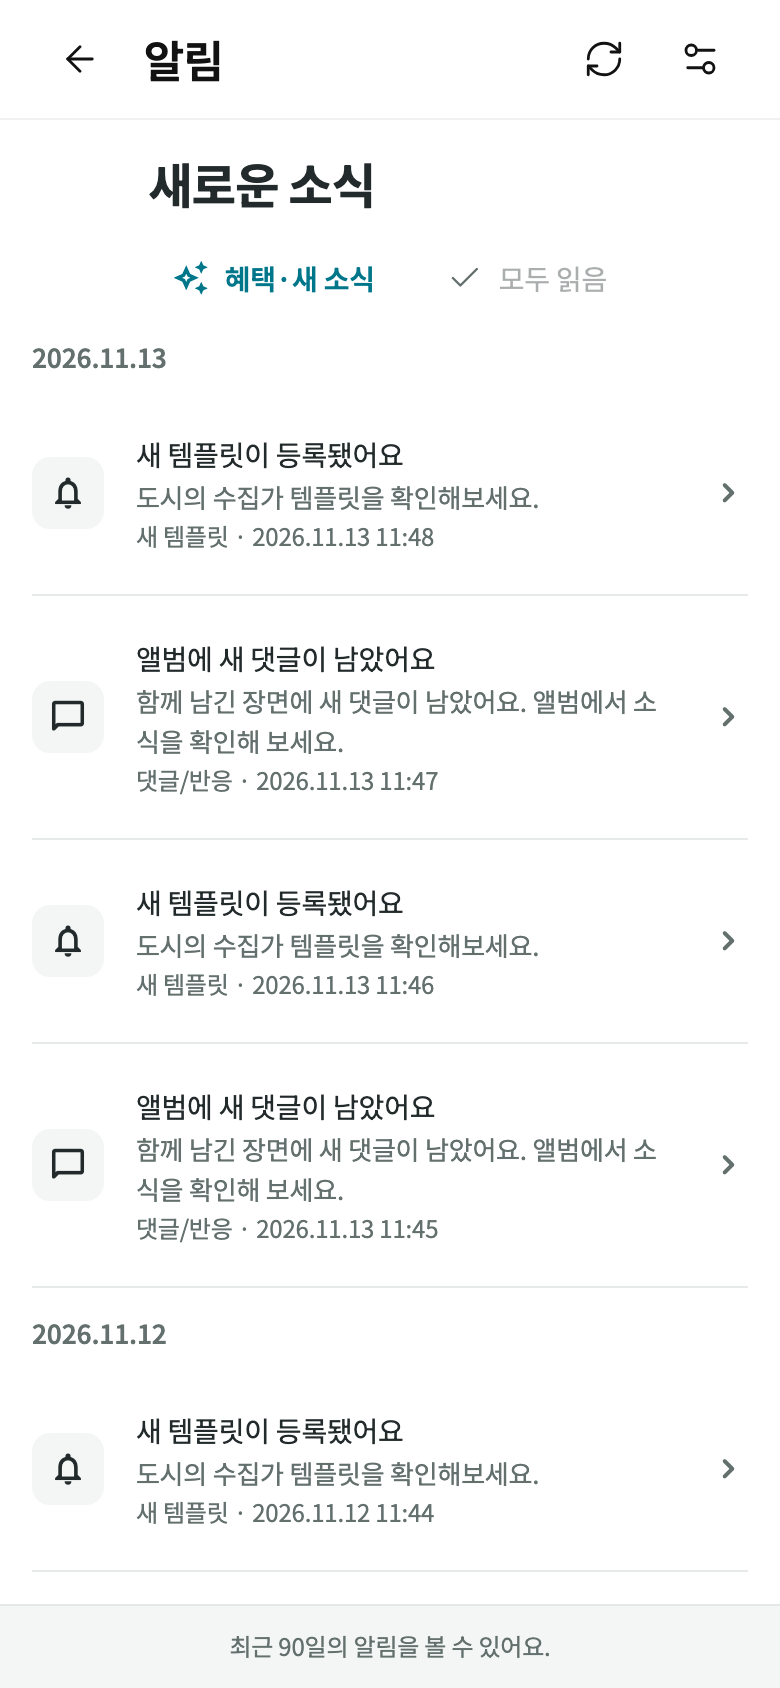 알림
새로운 소식
혜택·새 소식
모두 읽음
2026.11.13
새 템플릿이 등록됐어요
도시의 수집가 템플릿을 확인해보세요.
새 템플릿 · 2026.11.13 11:48
앨범에 새 댓글이 남았어요
함께 남긴 장면에 새 댓글이 남았어요. 앨범에서 소
식을 확인해 보세요.
댓글/반응 · 2026.11.13 11:47
새 템플릿이 등록됐어요
도시의 수집가 템플릿을 확인해보세요.
새 템플릿 · 2026.11.13 11:46
앨범에 새 댓글이 남았어요
함께 남긴 장면에 새 댓글이 남았어요. 앨범에서 소
식을 확인해 보세요.
댓글/반응 · 2026.11.13 11:45
2026.11.12
새 템플릿이 등록됐어요
도시의 수집가 템플릿을 확인해보세요.
새 템플릿 · 2026.11.12 11:44
최근 90일의 알림을 볼 수 있어요.